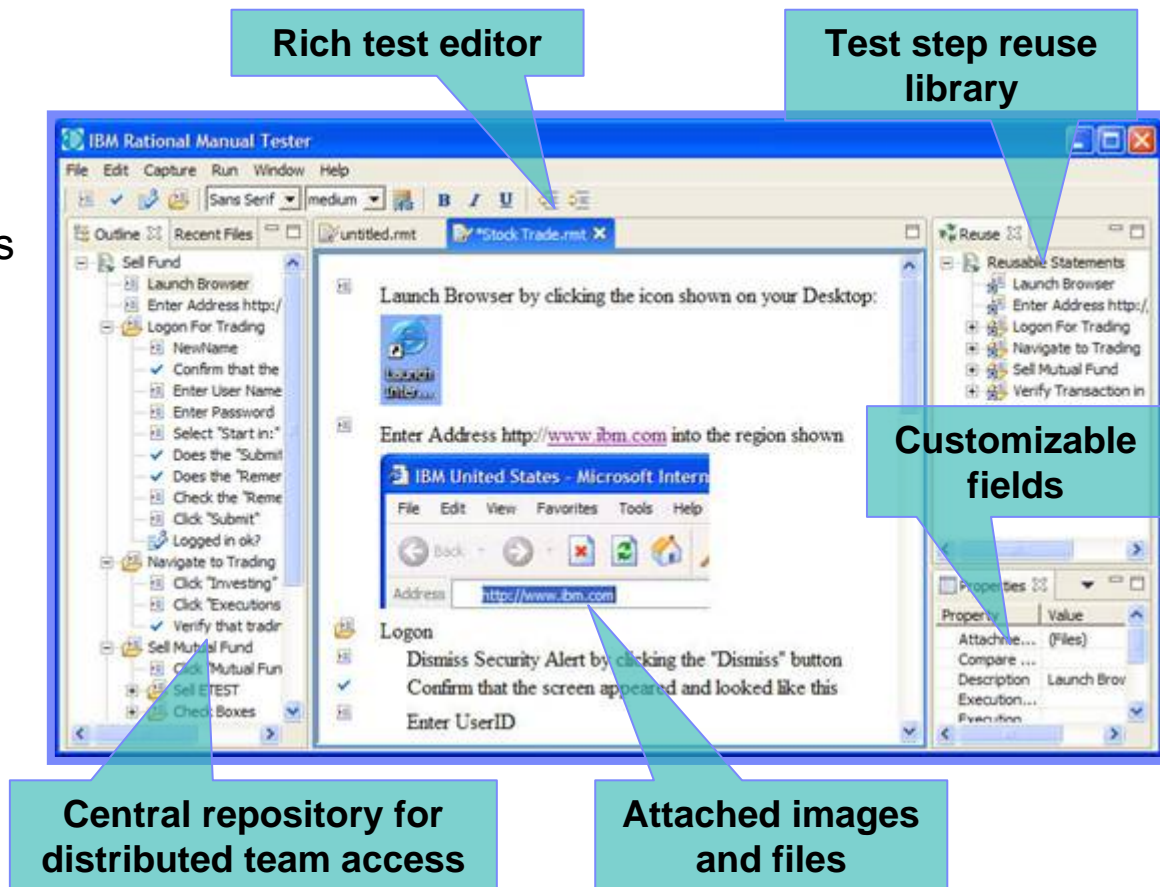 Rich test editor
Test step reuse
library
s
IBM Rational Manual Tester
File Edit Capture Run Window Help
Sans Serif medium B I U
Outline Recent Files
untitled.rmt *Stock Trade.rmt
Reuse
Sell Fund
Launch Browser
Enter Address http:/
Logon For Trading
NewName
Confirm that the
Enter User Name
Enter Password
Select "Start in:"
Does the "Submit
Does the "Remer
Check the "Reme
Click "Submit"
Logged in ok?
Navigate to Trading
Click "Investing"
Click "Executions
Verify that tradin
Sell Mutual Fund
Click "Mutual Fun
Sell ETEST
Check Boxes
Launch Browser by clicking the icon shown on your Desktop:
Launch
Inter...
Enter Address http://www.ibm.com into the region shown
IBM United States - Microsoft Intern
File Edit View Favorites Tools Help
Back
Address http://www.ibm.com
Logon
Dismiss Security Alert by clicking the "Dismiss" button
Confirm that the screen appeared and looked like this
Enter UserID
Reusable Statements
Launch Browser
Enter Address http:/,
Logon For Trading
Navigate to Trading
Sell Mutual Fund
Verify Transaction in
Customizable
fields
Properties
Property Value
Attachme... (Files)
Compare ...
Description Launch Brov
Execution...
Execution
Central repository for
distributed team access
Attached images
and files